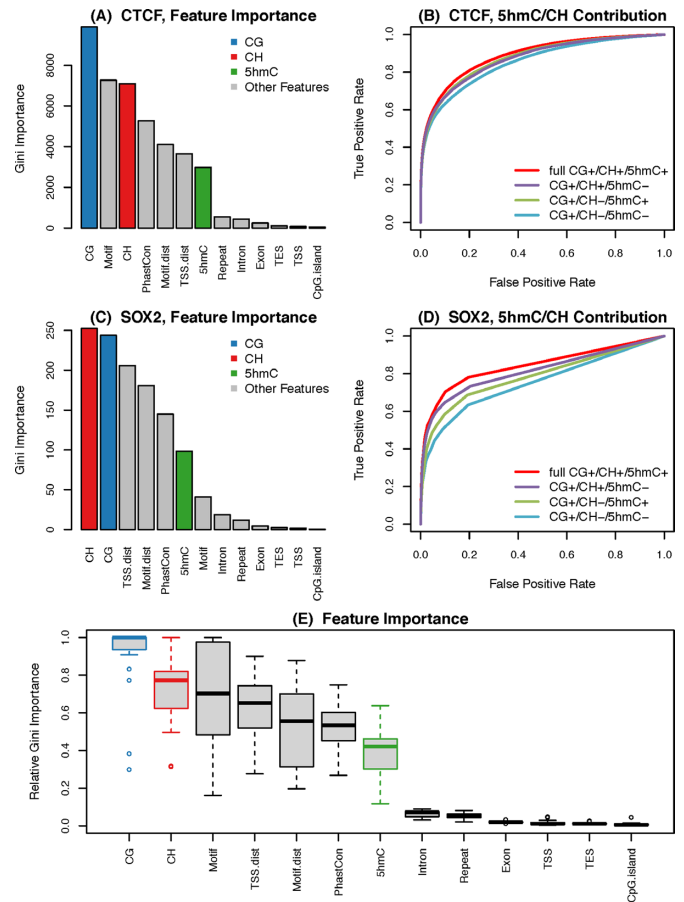 (A) CTCF, Feature Importance
Gini Importance
0 2000 4000 6000 8000
CG
CH
5hmC
Other Features
CG Motif CH PhastCon Motif.dist TSS.dist 5hmC Repeat Intron Exon TES TSS CpG.island
(B) CTCF, 5hmC/CH Contribution
True Positive Rate
0.0 0.2 0.4 0.6 0.8 1.0
full CG+/CH+/5hmC+
CG+/CH+/5hmC−
CG+/CH−/5hmC+
CG+/CH−/5hmC−
0.0 0.2 0.4 0.6 0.8 1.0
False Positive Rate
(C) SOX2, Feature Importance
Gini Importance
0 50 100 150 200 250
CG
CH
5hmC
Other Features
CH CG TSS.dist Motif.dist PhastCon 5hmC Motif Intron Repeat Exon TES TSS CpG.island
(D) SOX2, 5hmC/CH Contribution
True Positive Rate
0.0 0.2 0.4 0.6 0.8 1.0
full CG+/CH+/5hmC+
CG+/CH+/5hmC−
CG+/CH−/5hmC+
CG+/CH−/5hmC−
0.0 0.2 0.4 0.6 0.8 1.0
False Positive Rate
(E) Feature Importance
Relative Gini Importance
0.0 0.2 0.4 0.6 0.8 1.0
CG CH Motif TSS.dist Motif.dist PhastCon 5hmC Intron Repeat Exon TSS TES CpG.island